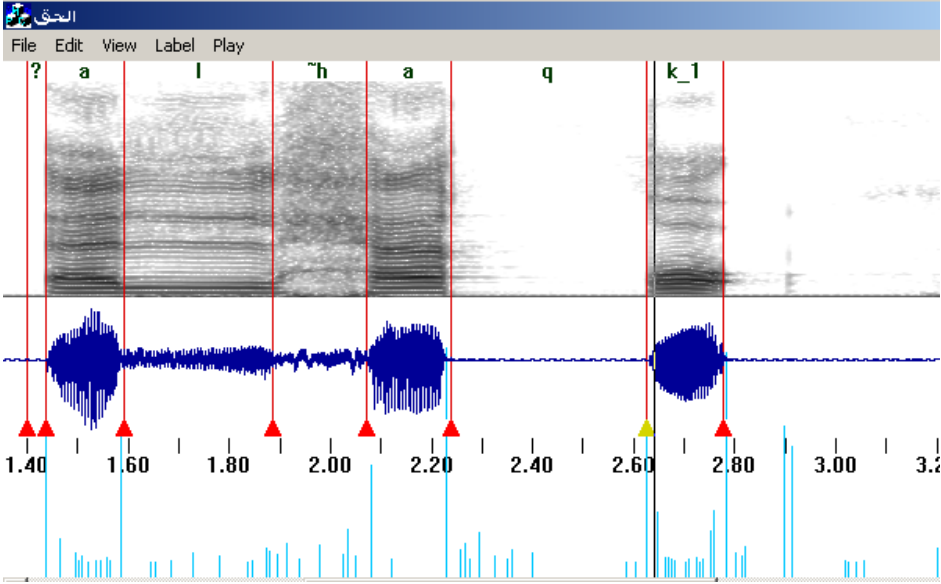 الحق
File Edit View Label Play
? a l ~h a q k_1
1.40 1.60 1.80 2.00 2.20 2.40 2.60 2.80 3.00 3.2